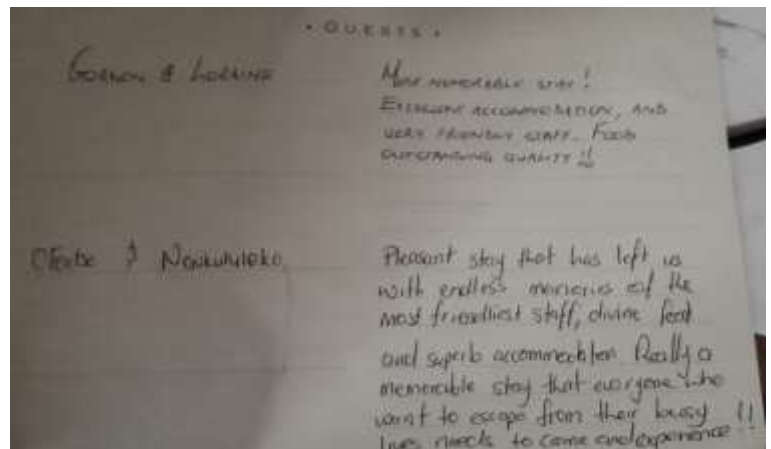 • GUESTS •
Gordon & Loraine
Most memorable stay!
Excellent accommodation, and
very friendly staff. Food
outstanding quality!!
& Nonkululeko
Pleasant stay that has left us
with endless memories of the
most friendliest staff, divine food
and superb accommodation. Really a
memorable stay that everyone who
want to escape from their busy
lives needs to come and experience!!